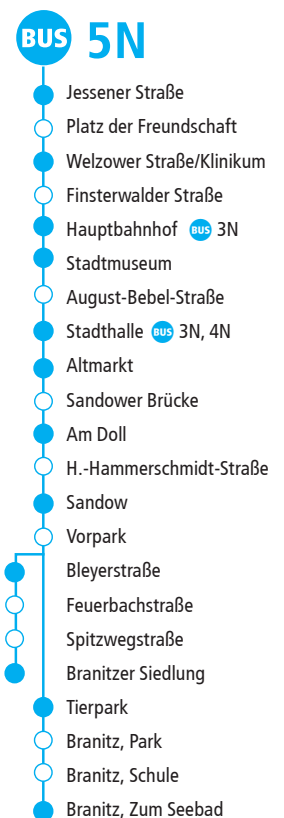 BUS 5N
Jessener Straße
Platz der Freundschaft
Welzower Straße/Klinikum
Finsterwalder Straße
Hauptbahnhof BUS 3N
Stadtmuseum
August-Bebel-Straße
Stadthalle BUS 3N, 4N
Altmarkt
Sandower Brücke
Am Doll
H.-Hammerschmidt-Straße
Sandow
Vorpark
Bleyerstraße
Feuerbachstraße
Spitzwegstraße
Branitzer Siedlung
Tierpark
Branitz, Park
Branitz, Schule
Branitz, Zum Seebad